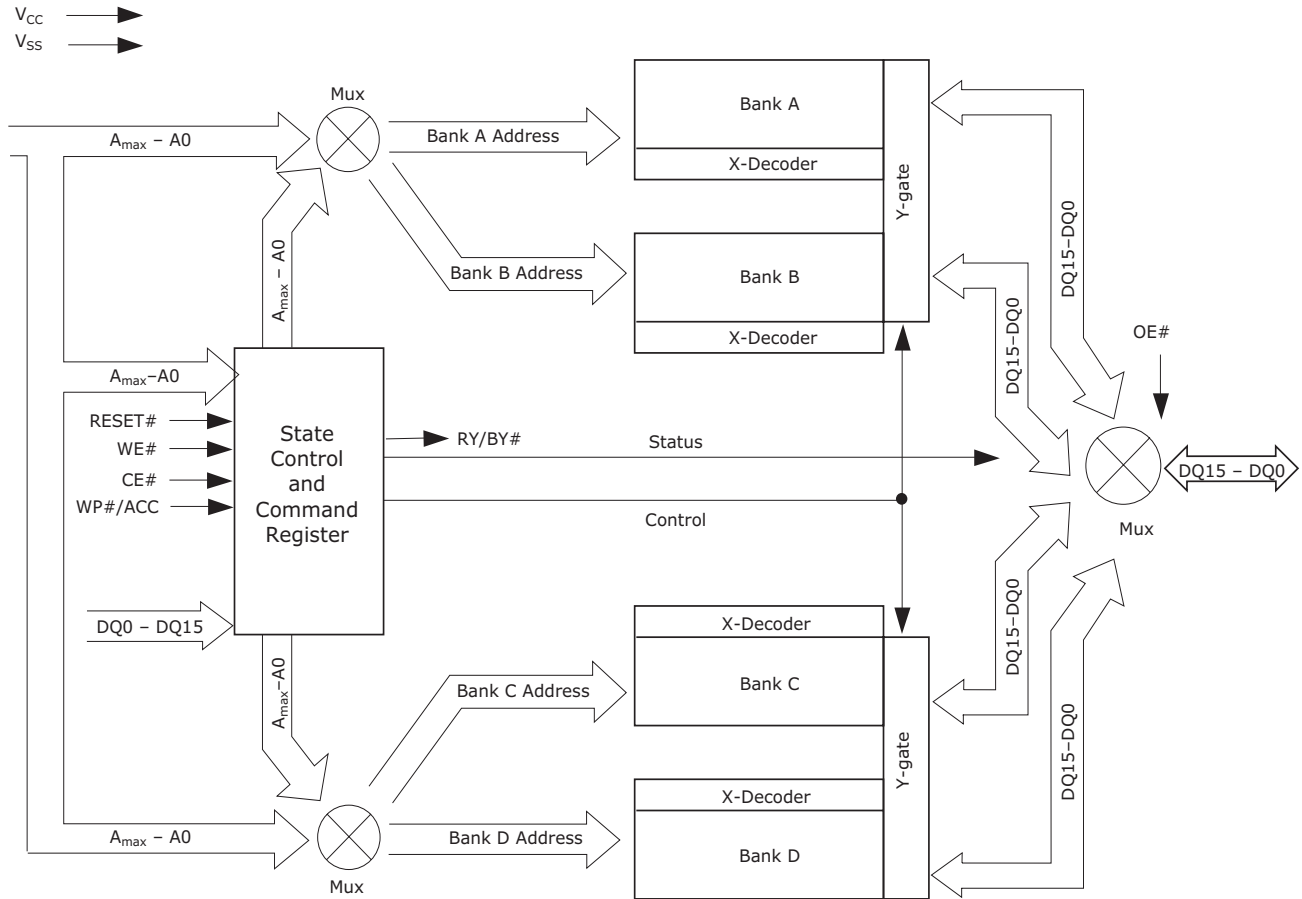 VCC
VSS
Mux
Amax – A0
Bank A Address
Bank A
X-Decoder
Y-gate
DQ15–DQ0
Amax – A0
Bank B Address
Bank B
X-Decoder
DQ15–DQ0
OE#
Amax–A0
RESET#
WE#
CE#
WP#/ACC
State
Control
and
Command
Register
RY/BY#
Status
Control
DQ15 – DQ0
Mux
DQ0 – DQ15
Amax–A0
Bank C Address
X-Decoder
Bank C
Y-gate
DQ15–DQ0
DQ15–DQ0
Amax – A0
Mux
Bank D Address
X-Decoder
Bank D